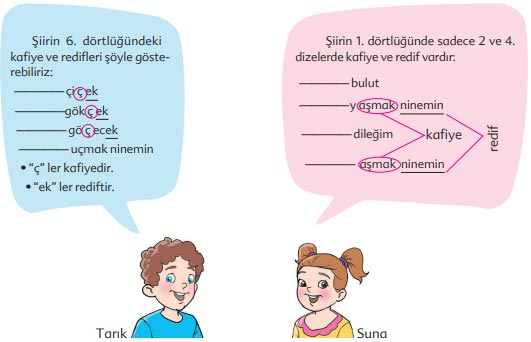 Şiirin 6. dörtlüğündeki
kafiye ve redifleri şöyle göste-
rebiliriz:
çiçek
gökçek
göçecek
uçmak ninemin
• "ç" ler kafiyedir.
• "ek" ler rediftir.
Şiirin 1. dörtlüğünde sadece 2 ve 4.
dizelerde kafiye ve redif vardır:
bulut
yaşmak ninemin
dileğim
kafiye
aşmak ninemin
redif
Tarık
Suna